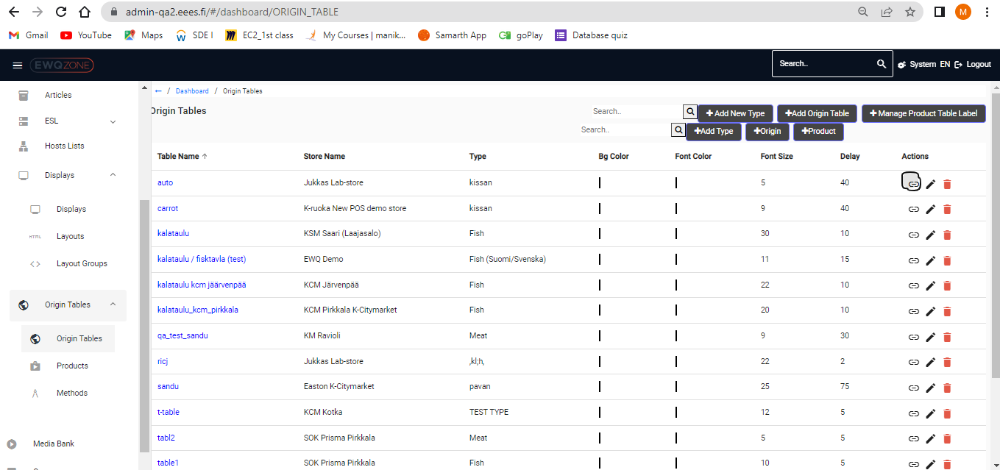 admin-qa2.eees.fi/#/dashboard/ORIGIN_TABLE
M
Gmail YouTube Maps SDE I EC2_1st class My Courses | manik... Samarth App goPlay Database quiz
EWQZONE Search.. System EN Logout
Articles
ESL
Hosts Lists
Displays
Displays
HTML Layouts
<> Layout Groups
Origin Tables
Origin Tables
Products
Methods
Media Bank
← / Dashboard / Origin Tables
Origin Tables Search.. +Add New Type +Add Origin Table +Manage Product Table Label
Search.. +Add Type +Origin +Product
Table Name ↑ Store Name Type Bg Color Font Color Font Size Delay Actions
auto Jukkas Lab-store kissan 5 40
carrot K-ruoka New POS demo store kissan 9 40
kalataulu KSM Saari (Laajasalo) Fish 30 10
kalataulu / fisktavla (test) EWQ Demo Fish (Suomi/Svenska) 11 15
kalataulu kcm jäärvenpää KCM Järvenpää Fish 22 10
kalataulu_kcm_pirkkala KCM Pirkkala K-Citymarket Fish 20 10
qa_test_sandu KM Ravioli Meat 9 30
ricj Jukkas Lab-store ,kl;h, 22 2
sandu Easton K-Citymarket pavan 25 75
t-table KCM Kotka TEST TYPE 12 5
tabl2 SOK Prisma Pirkkala Meat 5 5
table1 SOK Prisma Pirkkala Fish 10 5